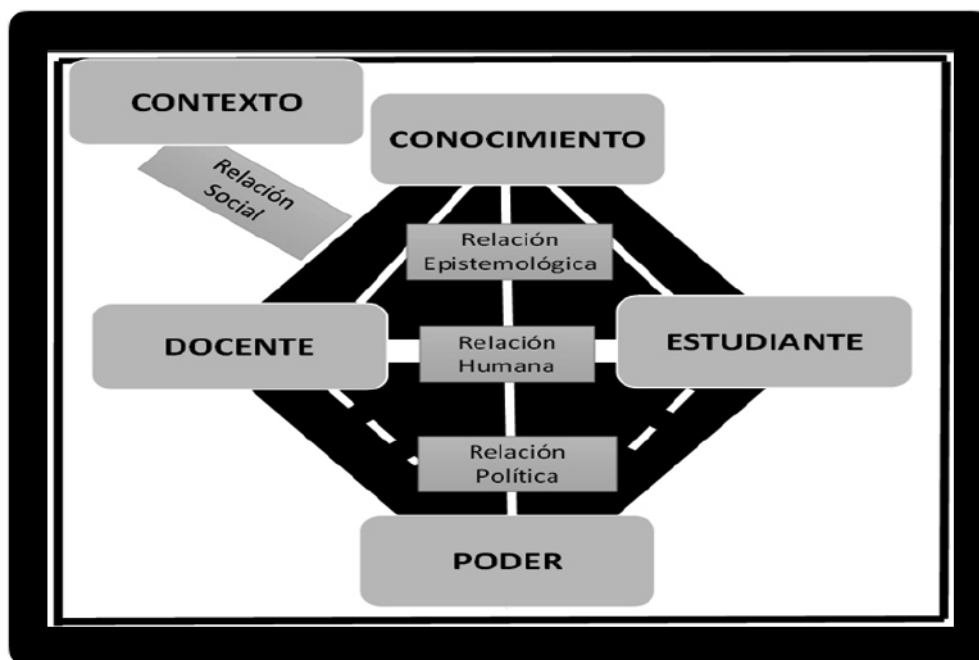 CONTEXTO
CONOCIMIENTO
Relación
Social
Relación
Epistemológica
DOCENTE
Relación
Humana
ESTUDIANTE
Relación
Política
PODER